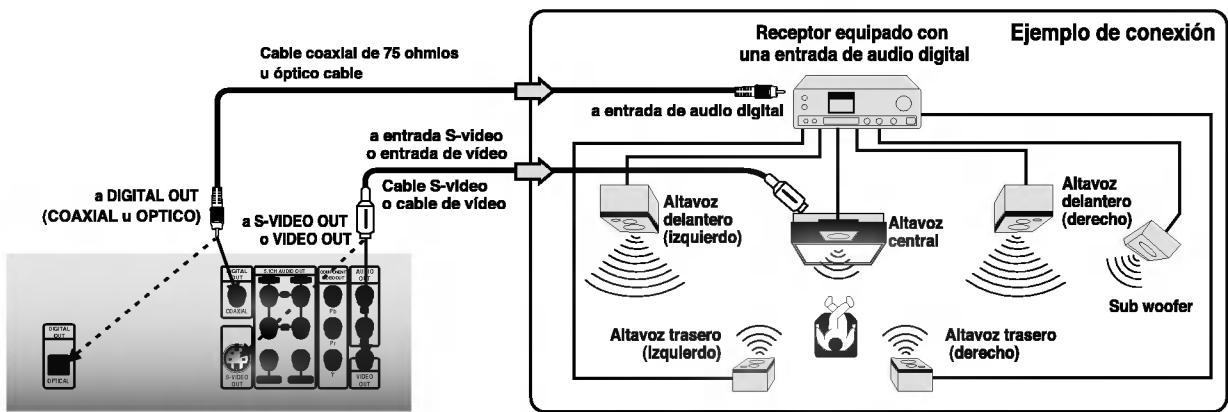 Ejemplo de conexión
Receptor equipado con
una entrada de audio digital
Cable coaxial de 75 ohmios
u óptico cable
a entrada de audio digital
a entrada S-video
o entrada de vídeo
Cable S-video
o cable de vídeo
a DIGITAL OUT
(COAXIAL u OPTICO)
a S-VIDEO OUT
o VIDEO OUT
Altavoz
delantero
(izquierdo)
Altavoz
central
Altavoz
delantero
(derecho)
Sub woofer
Altavoz trasero
(izquierdo)
Altavoz trasero
(derecho)
DIGITAL
OUT
COAXIAL
5.1CH AUDIO OUT
COMPONENT
VIDEO OUT
AUDIO
OUT
Pb
Pr
Y
S-VIDEO
OUT
VIDEO
OUT
DIGITAL
OUT
OPTICAL